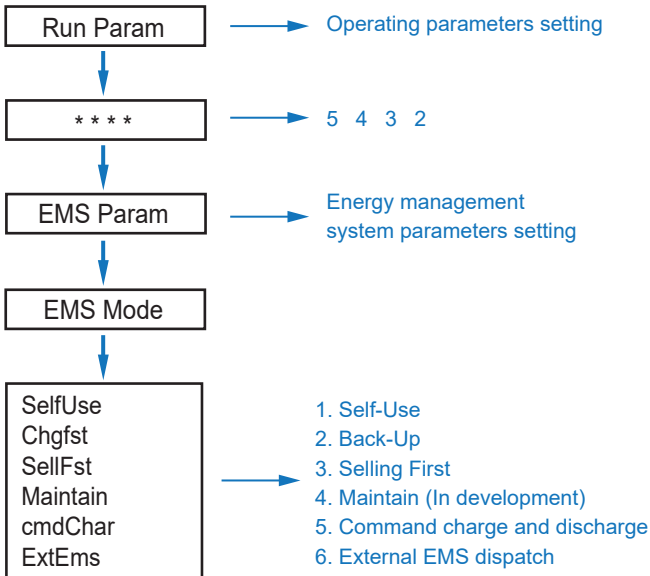 Run Param
Operating parameters setting
* * * *
5 4 3 2
EMS Param
Energy management
system parameters setting
EMS Mode
SelfUse
Chgfst
SellFst
Maintain
cmdChar
ExtEms
1. Self-Use
2. Back-Up
3. Selling First
4. Maintain (In development)
5. Command charge and discharge
6. External EMS dispatch